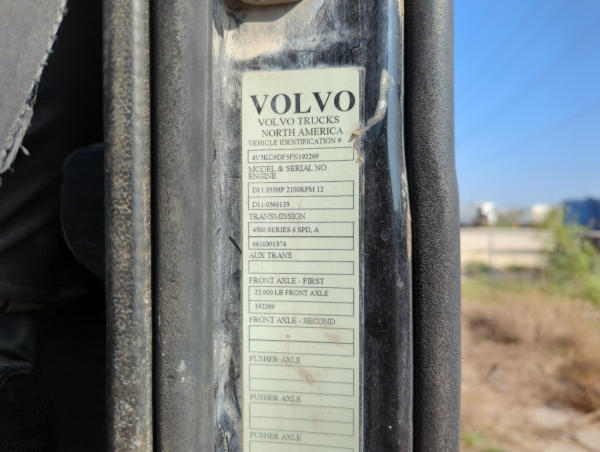 VOLVO
VOLVO TRUCKS
NORTH AMERICA
VEHICLE IDENTIFICATION #
4V5KC9DF5FN192269
MODEL & SERIAL NO.
ENGINE
D11 355HP 2100RPM 12
D11/0560133
TRANSMISSION
4500 SERIES 6 SPD, A
6610391374
AUX TRANS.
FRONT AXLE - FIRST
22,000 LB FRONT AXLE
192269
FRONT AXLE - SECOND
PUSHER AXLE
PUSHER AXLE
PUSHER AXLE